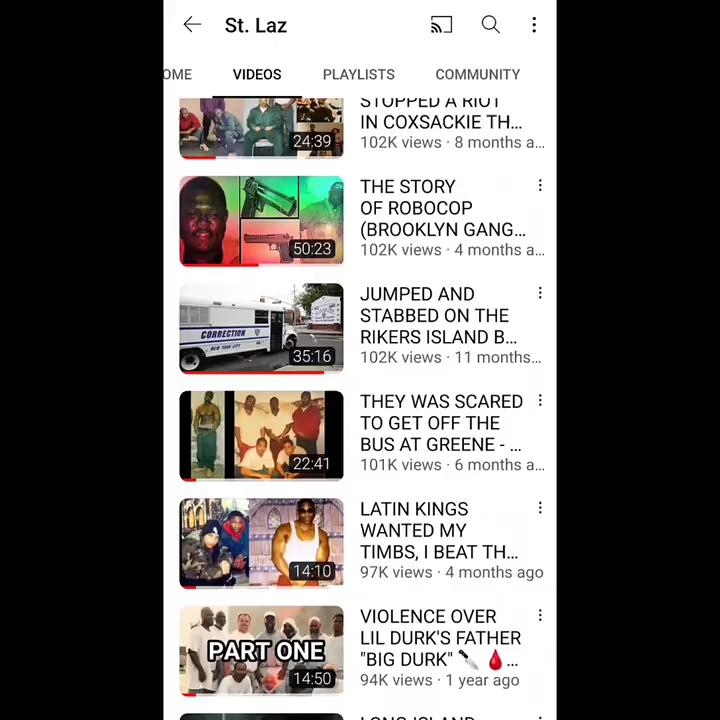 St. Laz
OME
VIDEOS
PLAYLISTS
COMMUNITY
STOPPED A RIOT
IN COXSACKIE TH...
102K views · 8 months a...
24:39
THE STORY
OF ROBOCOP
(BROOKLYN GANG...
102K views · 4 months a...
50:23
JUMPED AND
STABBED ON THE
RIKERS ISLAND B...
102K views · 11 months...
CORRECTION
NEW YORK CITY
35:16
THEY WAS SCARED
TO GET OFF THE
BUS AT GREENE - ...
101K views · 6 months a...
22:41
LATIN KINGS
WANTED MY
TIMBS, I BEAT TH...
97K views · 4 months ago
14:10
VIOLENCE OVER
LIL DURK'S FATHER
"BIG DURK" 🔪 🩸...
94K views · 1 year ago
PART ONE
14:50
LONG ISLAND